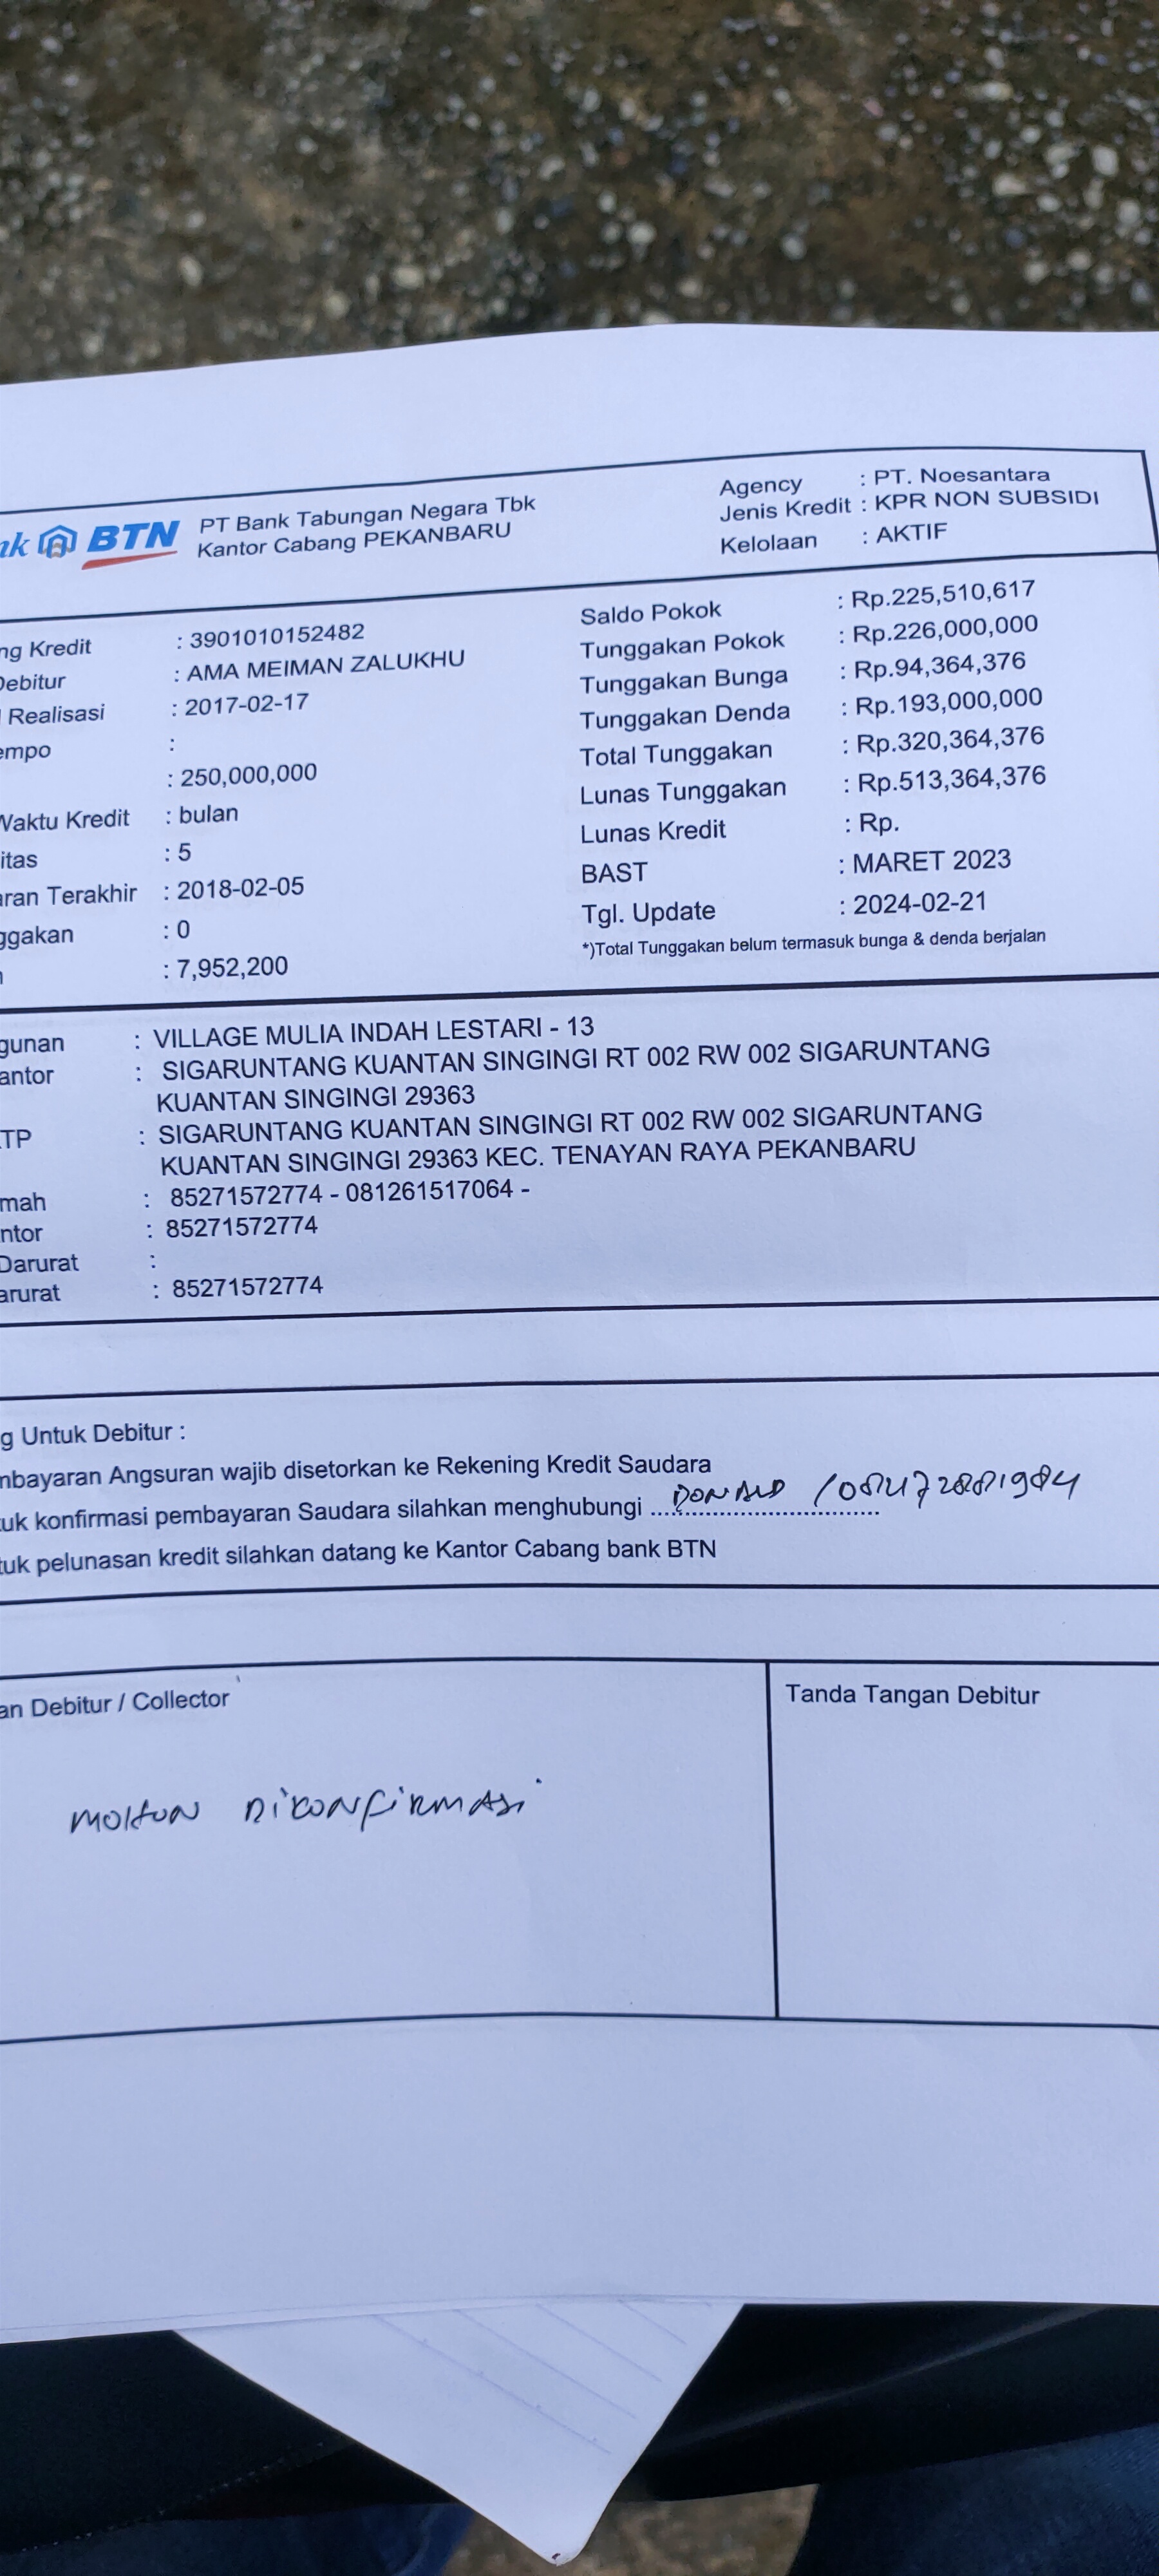 nk BTN
PT Bank Tabungan Negara Tbk
Kantor Cabang PEKANBARU
Agency : PT. Noesantara
Jenis Kredit : KPR NON SUBSIDI
Kelolaan : AKTIF
ng Kredit : 3901010152482
Debitur : AMA MEIMAN ZALUKHU
l Realisasi : 2017-02-17
empo :
: 250,000,000
Waktu Kredit : bulan
itas : 5
aran Terakhir : 2018-02-05
ggakan : 0
: 7,952,200
Saldo Pokok : Rp.225,510,617
Tunggakan Pokok : Rp.226,000,000
Tunggakan Bunga : Rp.94,364,376
Tunggakan Denda : Rp.193,000,000
Total Tunggakan : Rp.320,364,376
Lunas Tunggakan : Rp.513,364,376
Lunas Kredit : Rp.
BAST : MARET 2023
Tgl. Update : 2024-02-21
*)Total Tunggakan belum termasuk bunga & denda berjalan
gunan : VILLAGE MULIA INDAH LESTARI - 13
antor : SIGARUNTANG KUANTAN SINGINGI RT 002 RW 002 SIGARUNTANG
KUANTAN SINGINGI 29363
TP : SIGARUNTANG KUANTAN SINGINGI RT 002 RW 002 SIGARUNTANG
KUANTAN SINGINGI 29363 KEC. TENAYAN RAYA PEKANBARU
mah : 85271572774 - 081261517064 -
ntor : 85271572774
Darurat :
arurat : 85271572774
g Untuk Debitur :
mbayaran Angsuran wajib disetorkan ke Rekening Kredit Saudara
tuk konfirmasi pembayaran Saudara silahkan menghubungi ..... DONALD
tuk pelunasan kredit silahkan datang ke Kantor Cabang bank BTN
an Debitur / Collector
Tanda Tangan Debitur
MOHON DIKONFIRMASI